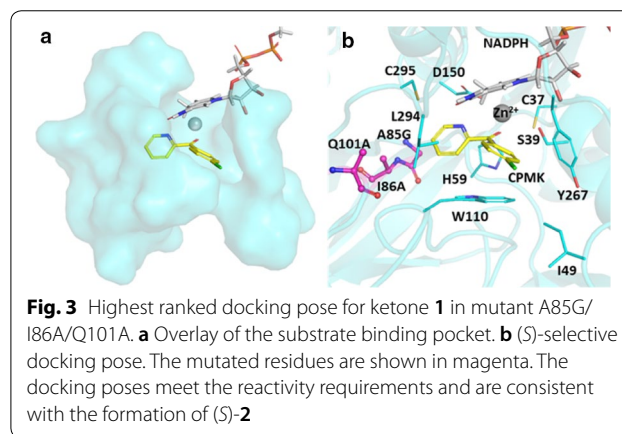 a
b
NADPH
C295
D150
C37
Zn2+
L294
A85G
S39
Q101A
I86A
H59
CPMK
Y267
W110
I49
Fig. 3 Highest ranked docking pose for ketone 1 in mutant A85G/
I86A/Q101A. a Overlay of the substrate binding pocket. b (S)-selective
docking pose. The mutated residues are shown in magenta. The
docking poses meet the reactivity requirements and are consistent
with the formation of (S)-2